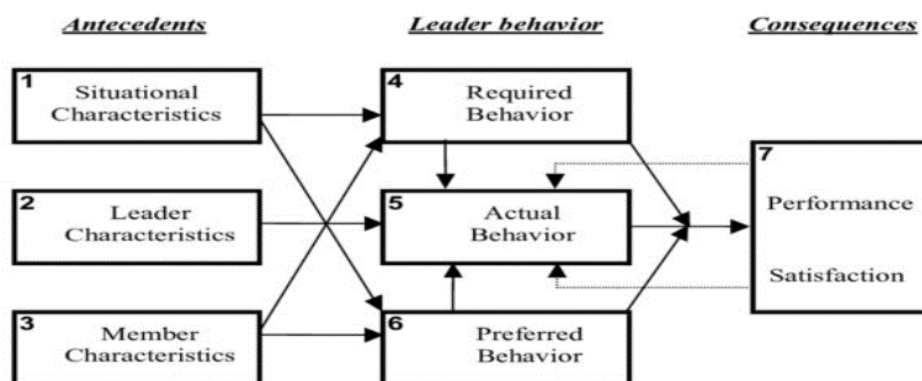 Antecedents
Leader behavior
Consequences
1
Situational
Characteristics
4
Required
Behavior
7
Performance
Satisfaction
2
Leader
Characteristics
5
Actual
Behavior
3
Member
Characteristics
6
Preferred
Behavior